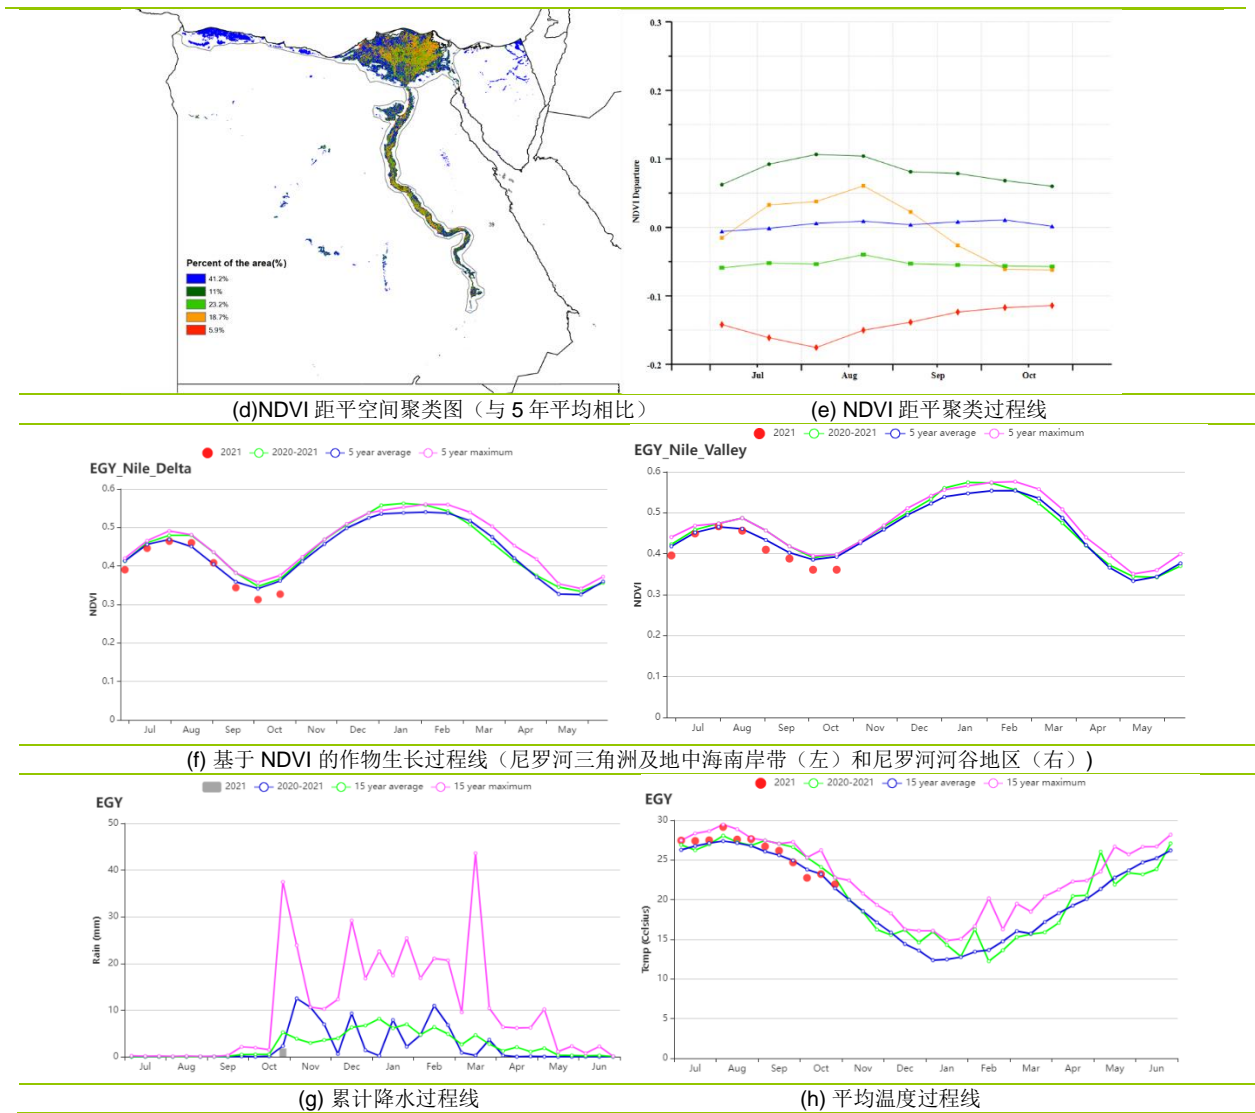 Percent of the area(%)
41.2%
11%
23.2%
18.7%
5.9%
39
0.3
0.2
0.1
0.0
-0.1
-0.2
NDVI Departure
Jul Aug Sep Oct
(d)NDVI 距平空间聚类图（与 5 年平均相比） (e) NDVI 距平聚类过程线
2021 2020-2021 5 year average 5 year maximum
EGY_Nile_Delta
0.6
0.5
0.4
0.3
0.2
0.1
0
NDVI
Jul Aug Sep Oct Nov Dec Jan Feb Mar Apr May
2021 2020-2021 5 year average 5 year maximum
EGY_Nile_Valley
0.6
0.5
0.4
0.3
0.2
0.1
0
NDVI
Jul Aug Sep Oct Nov Dec Jan Feb Mar Apr May
(f) 基于 NDVI 的作物生长过程线（尼罗河三角洲及地中海南岸带（左）和尼罗河河谷地区（右）)
2021 2020-2021 15 year average 15 year maximum
EGY
50
40
30
20
10
0
Rain (mm)
Jul Aug Sep Oct Nov Dec Jan Feb Mar Apr May Jun
2021 2020-2021 15 year average 15 year maximum
EGY
30
25
20
15
10
5
0
Temp (Celsius)
Jul Aug Sep Oct Nov Dec Jan Feb Mar Apr May Jun
(g) 累计降水过程线 (h) 平均温度过程线